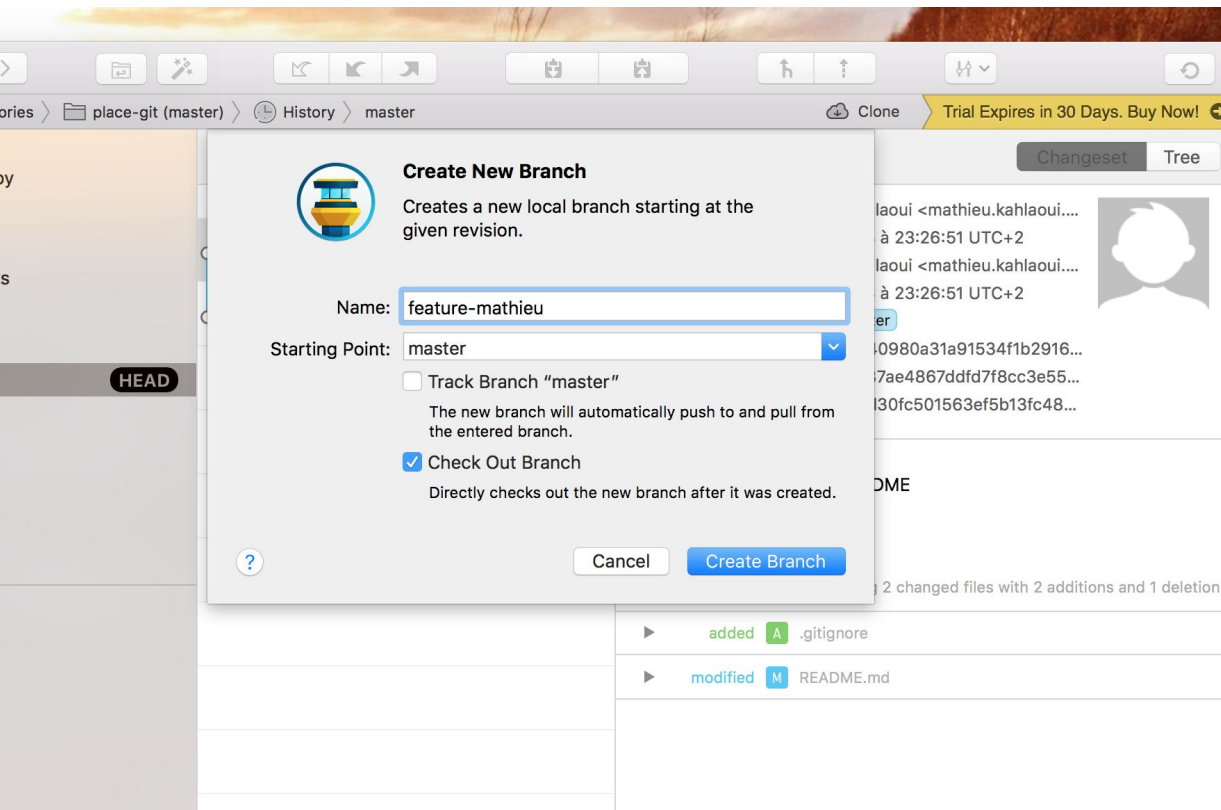 place-git (master)
History
master
Clone
Trial Expires in 30 Days. Buy Now!
Changeset
Tree
HEAD
Create New Branch
Creates a new local branch starting at the
given revision.
Name:
feature-mathieu
Starting Point:
master
Track Branch “master”
The new branch will automatically push to and pull from
the entered branch.
Check Out Branch
Directly checks out the new branch after it was created.
?
Cancel
Create Branch
laoui <mathieu.kahlaoui....
à 23:26:51 UTC+2
laoui <mathieu.kahlaoui....
à 23:26:51 UTC+2
er
0980a31a91534f1b2916...
7ae4867ddfd7f8cc3e55...
30fc501563ef5b13fc48...
2 changed files with 2 additions and 1 deletion
added A .gitignore
modified M README.md